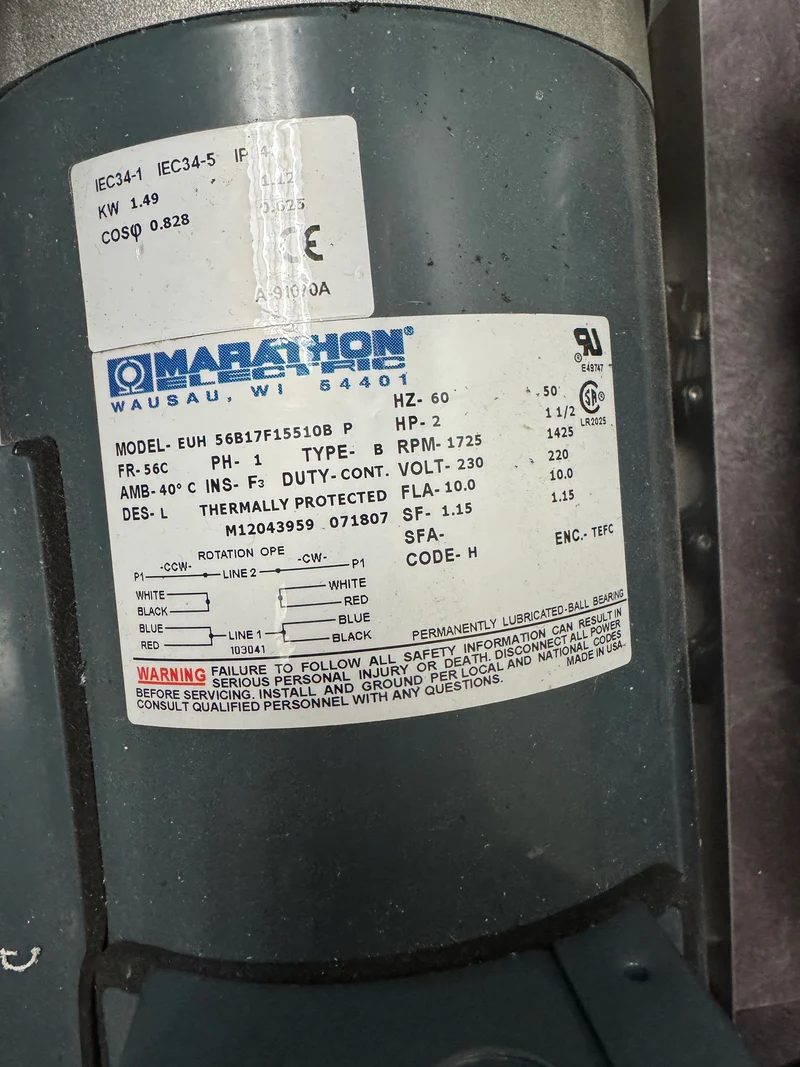 IEC34-1 IEC34-5 IP 4
KW 1.49 1.12
COSφ 0.828 0.625
CE
MARATHON®
ELECTRIC
WAUSAU, WI 54401
E49747
LR2025
MODEL- EUH 56B17F15510B P
FR-56C PH- 1 TYPE- B
AMB-40° C INS- F3 DUTY-CONT.
DES- L THERMALLY PROTECTED
M12043959 071807
HZ- 60 50
HP- 2 1 1/2
RPM- 1725 1425
VOLT- 230 220
FLA- 10.0 10.0
SF- 1.15 1.15
SFA-
CODE- H ENC.- TEFC
ROTATION OPE
-CCW- -CW-
P1 LINE 2 P1
WHITE WHITE
BLACK RED
BLUE LINE 1 BLUE
RED BLACK
103041
PERMANENTLY LUBRICATED-BALL BEARING
WARNING FAILURE TO FOLLOW ALL SAFETY INFORMATION CAN RESULT IN
SERIOUS PERSONAL INJURY OR DEATH. DISCONNECT ALL POWER
BEFORE SERVICING. INSTALL AND GROUND PER LOCAL AND NATIONAL CODES
CONSULT QUALIFIED PERSONNEL WITH ANY QUESTIONS. MADE IN USA